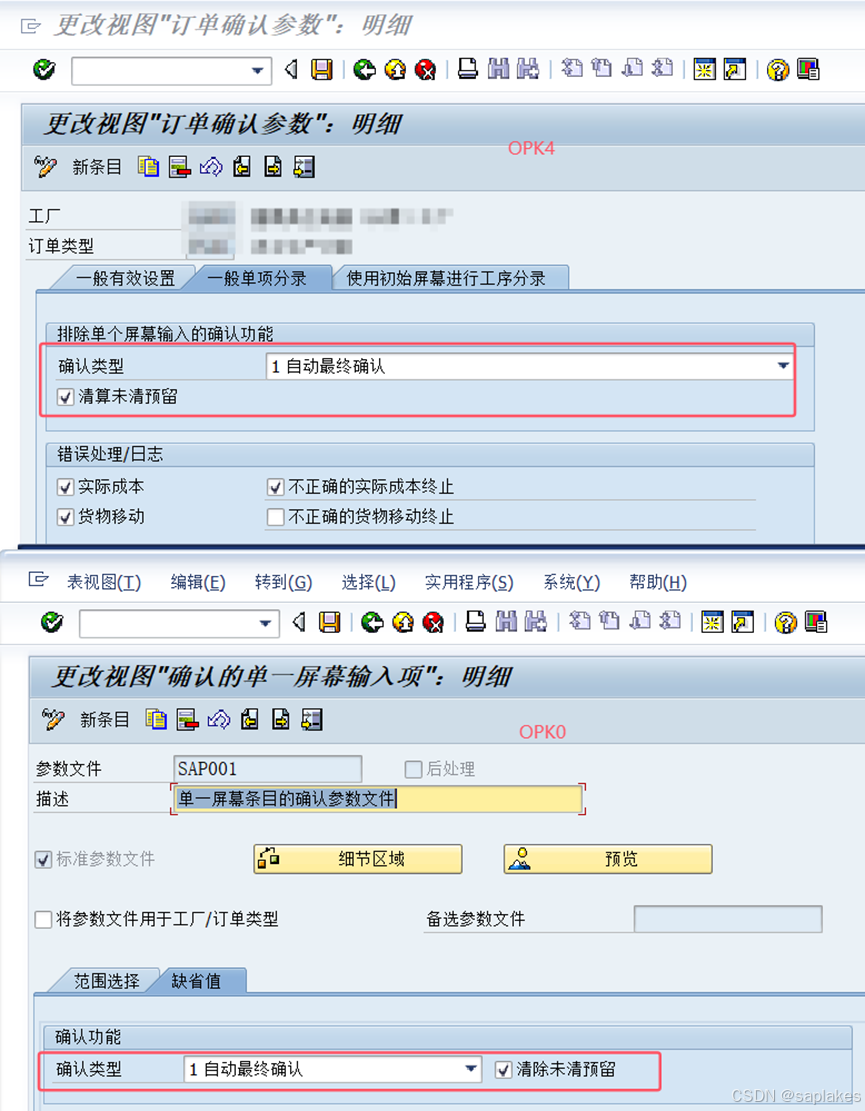 更改视图"订单确认参数"：明细
更改视图"订单确认参数"：明细
OPK4
新条目
工厂
订单类型
一般有效设置 一般单项分录 使用初始屏幕进行工序分录
排除单个屏幕输入的确认功能
确认类型 1 自动最终确认
清算未清预留
错误处理/日志
实际成本 不正确的实际成本终止
货物移动 不正确的货物移动终止
表视图(T) 编辑(E) 转到(G) 选择(L) 实用程序(S) 系统(Y) 帮助(H)
更改视图"确认的单一屏幕输入项"：明细
新条目
OPK0
参数文件 SAP001 后处理
描述 单一屏幕条目的确认参数文件
标准参数文件 细节区域 预览
将参数文件用于工厂/订单类型 备选参数文件
范围选择 缺省值
确认功能
确认类型 1 自动最终确认 清除未清预留
CSDN @saplakes